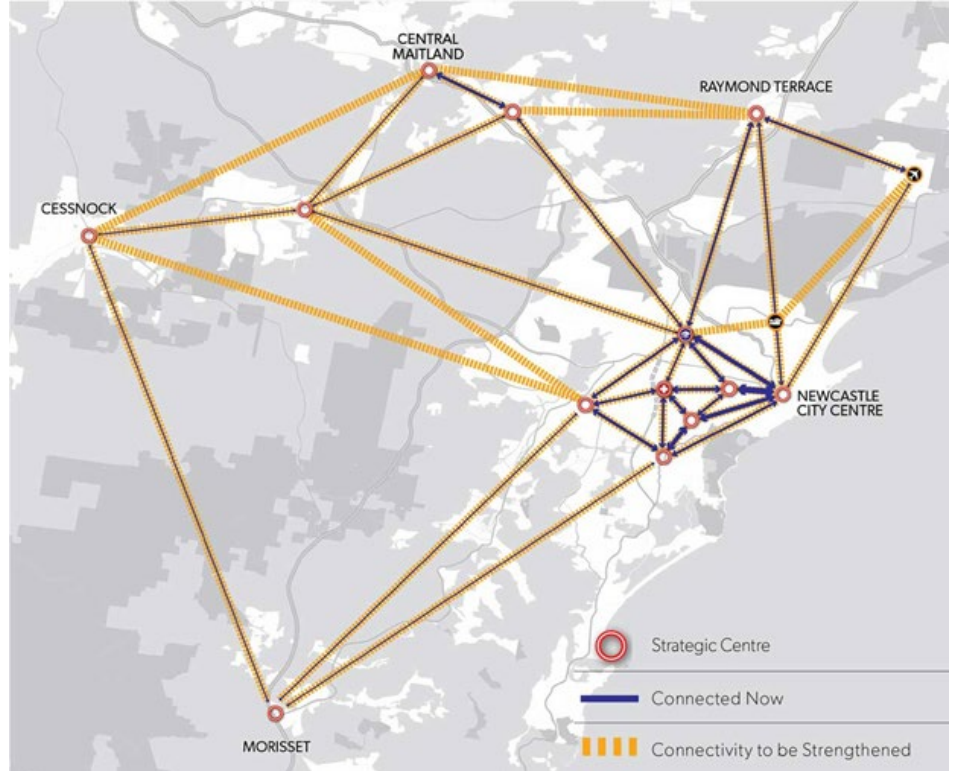 CENTRAL
MAITLAND
RAYMOND TERRACE
CESSNOCK
NEWCASTLE
CITY CENTRE
MORISSET
Strategic Centre
Connected Now
Connectivity to be Strengthened